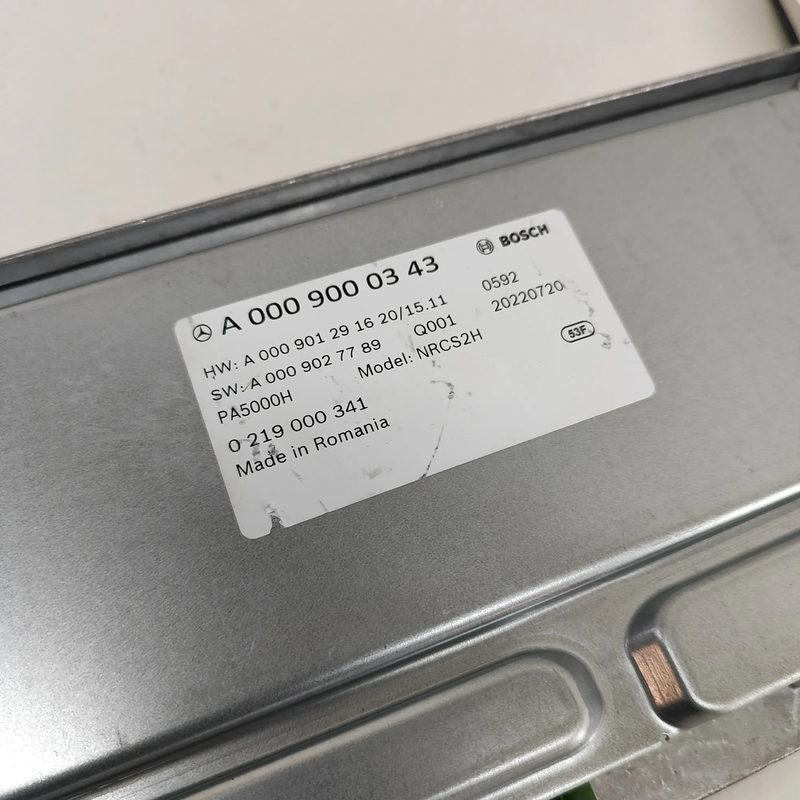 BOSCH
A 000 900 03 43
HW: A 000 901 29 16 20/15.11 0592
SW: A 000 902 77 89 Q001 20220720
PA5000H Model: NRCS2H 53F
0 219 000 341
Made in Romania